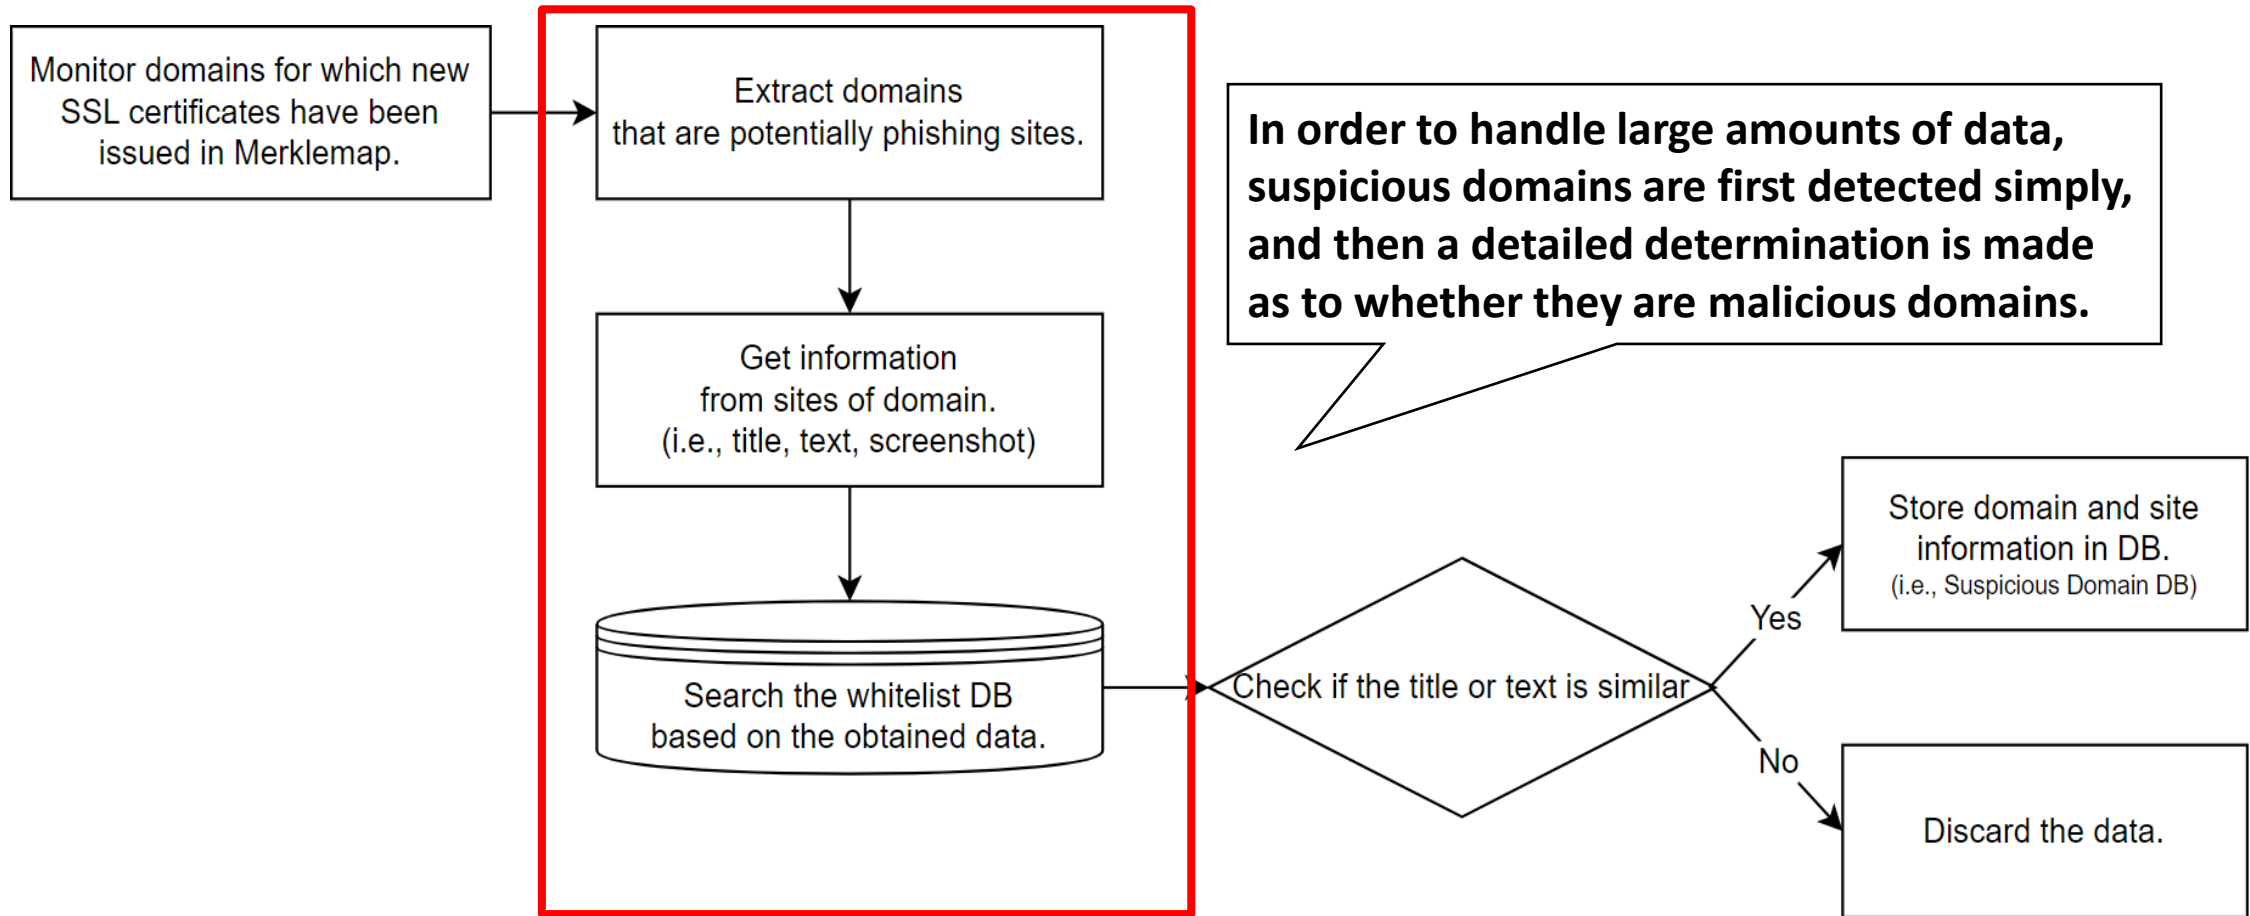 Monitor domains for which new
SSL certificates have been
issued in Merklemap.
Extract domains
that are potentially phishing sites.
In order to handle large amounts of data,
suspicious domains are first detected simply,
and then a detailed determination is made
as to whether they are malicious domains.
Get information
from sites of domain.
(i.e., title, text, screenshot)
Search the whitelist DB
based on the obtained data.
Check if the title or text is similar
Yes
Store domain and site
information in DB.
(i.e., Suspicious Domain DB)
No
Discard the data.